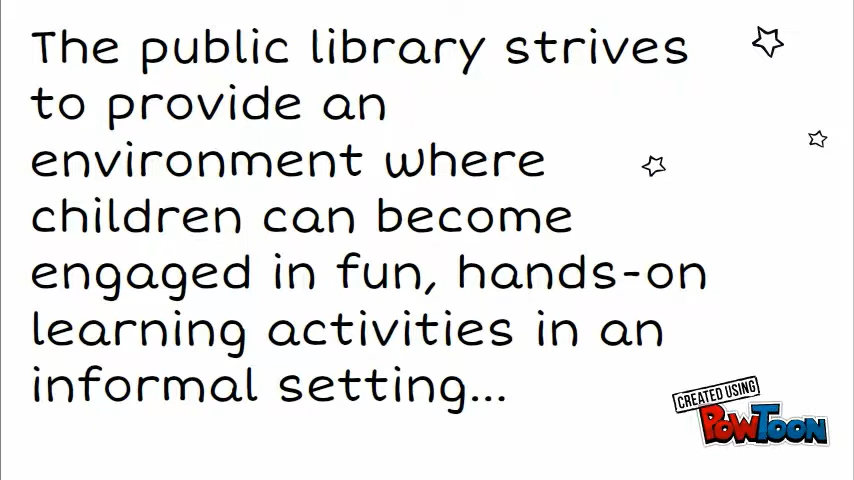 The public library strives
to provide an
environment where
children can become
engaged in fun, hands-on
learning activities in an
informal setting...
CREATED USING
POWTOON